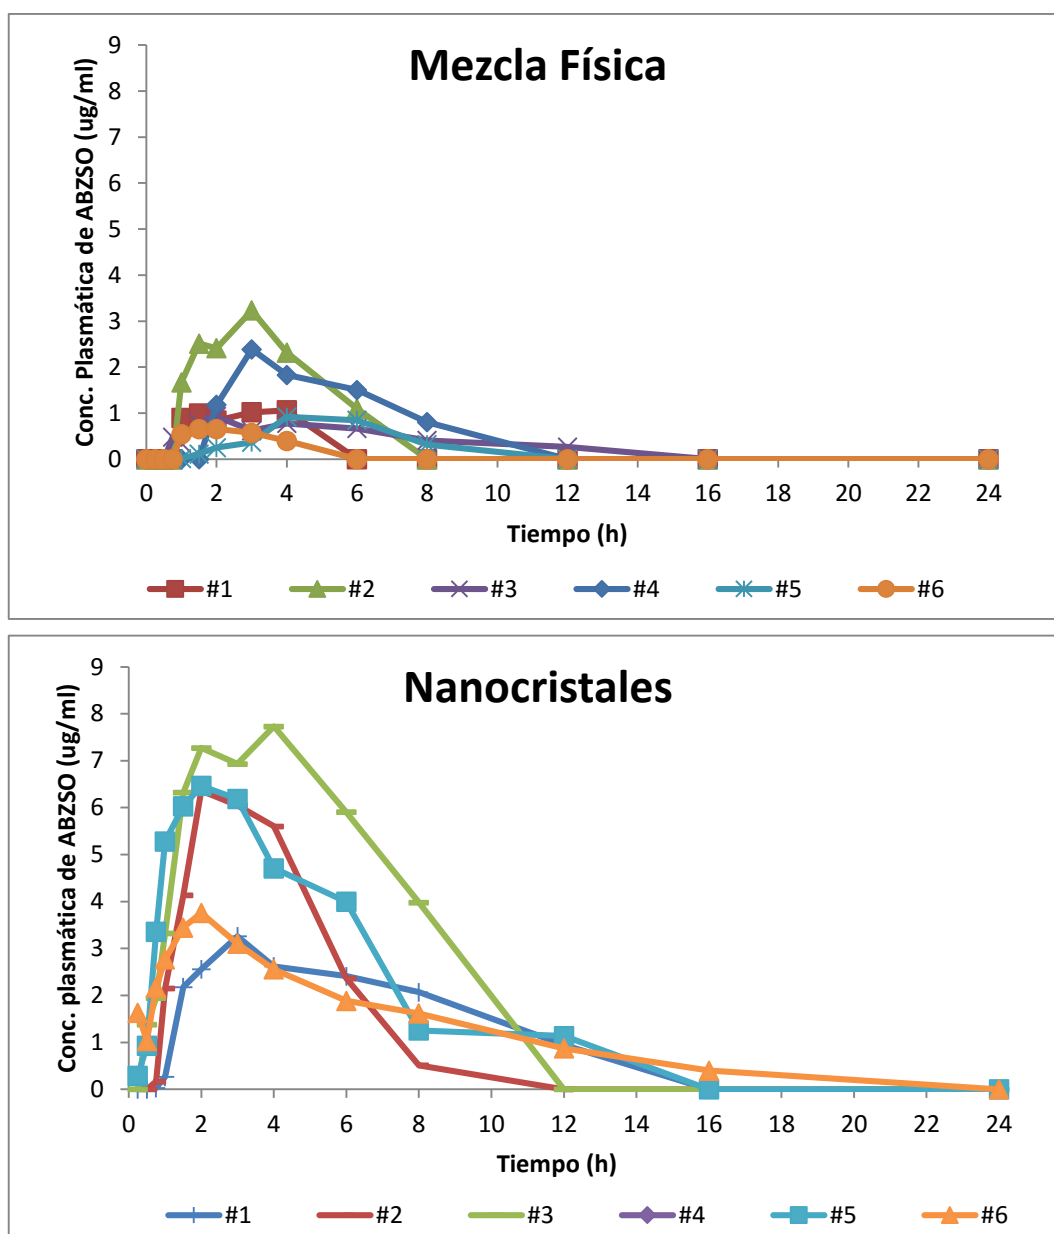 Mezcla Física
Conc. Plasmática de ABZSO (ug/ml)
9
8
7
6
5
4
3
2
1
0
0 2 4 6 8 10 12 14 16 18 20 22 24
Tiempo (h)
#1 #2 #3 #4 #5 #6
Nanocristales
Conc. plasmática de ABZSO (ug/ml)
9
8
7
6
5
4
3
2
1
0
0 2 4 6 8 10 12 14 16 18 20 22 24
Tiempo (h)
#1 #2 #3 #4 #5 #6